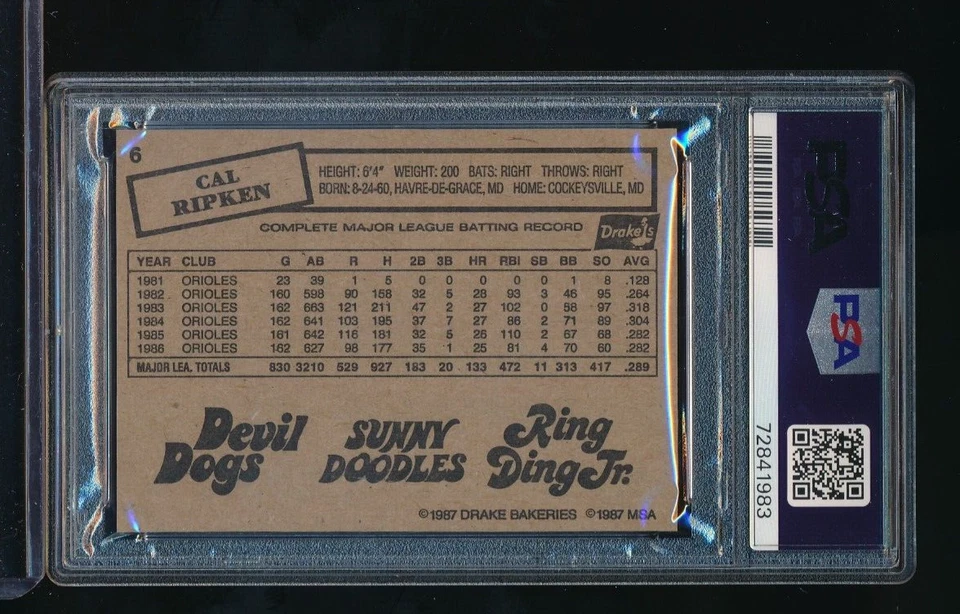 6
CAL
RIPKEN
HEIGHT: 6'4" WEIGHT: 200 BATS: RIGHT THROWS: RIGHT
BORN: 8-24-60, HAVRE-DE-GRACE, MD HOME: COCKEYSVILLE, MD
COMPLETE MAJOR LEAGUE BATTING RECORD
Drake's
YEAR CLUB G AB R H 2B 3B HR RBI SB BB SO AVG
1981 ORIOLES 23 39 1 5 0 0 0 0 0 1 8 .128
1982 ORIOLES 160 598 90 158 32 5 28 93 3 46 95 .264
1983 ORIOLES 162 663 121 211 47 2 27 102 0 58 97 .318
1984 ORIOLES 162 641 103 195 37 7 27 86 2 71 89 .304
1985 ORIOLES 161 642 116 181 32 5 26 110 2 67 68 .282
1986 ORIOLES 162 627 98 177 35 1 25 81 4 70 60 .282
MAJOR LEA. TOTALS 830 3210 529 927 183 20 133 472 11 313 417 .289
Devil
Dogs
SUNNY
DOODLES
Ring
Ding Jr.
©1987 DRAKE BAKERIES ©1987 MSA
PSA
PSA
72841983